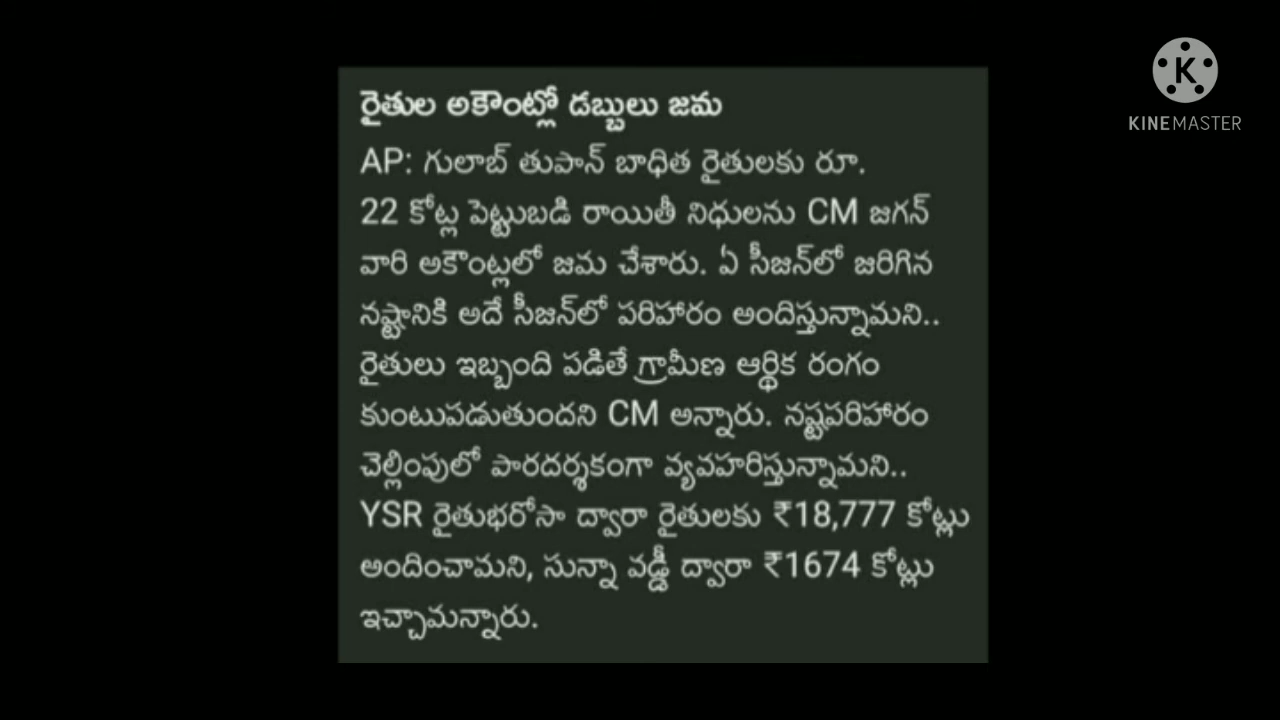 రైతుల అకౌంట్లో డబ్బులు జమ
AP: గులాబ్ తుపాన్ బాధిత రైతులకు రూ.
22 కోట్ల పెట్టుబడి రాయితీ నిధులను CM జగన్
వారి అకౌంట్లలో జమ చేశారు. ఏ సీజన్‌లో జరిగిన
నష్టానికి అదే సీజన్‌లో పరిహారం అందిస్తున్నామని..
రైతులు ఇబ్బంది పడితే గ్రామీణ ఆర్థిక రంగం
కుంటుపడుతుందని CM అన్నారు. నష్టపరిహారం
చెల్లింపులో పారదర్శకంగా వ్యవహరిస్తున్నామని..
YSR రైతుభరోసా ద్వారా రైతులకు ₹18,777 కోట్లు
అందించామని, సున్నా వడ్డీ ద్వారా ₹1674 కోట్లు
ఇచ్చామన్నారు.
K
KINEMASTER